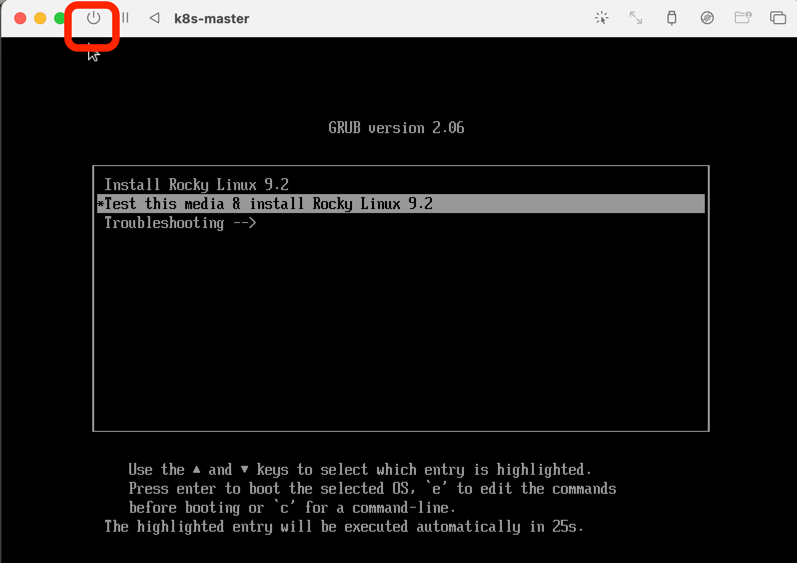 k8s-master
GRUB version 2.06
Install Rocky Linux 9.2
*Test this media & install Rocky Linux 9.2
Troubleshooting -->
Use the ▲ and ▼ keys to select which entry is highlighted.
Press enter to boot the selected OS, `e' to edit the commands
before booting or `c' for a command-line.
The highlighted entry will be executed automatically in 25s.